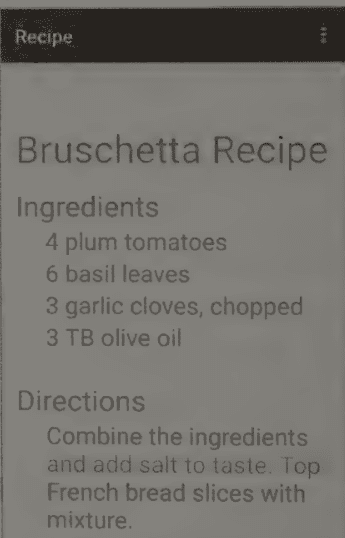 Recipe
Bruschetta Recipe
Ingredients
4 plum tomatoes
6 basil leaves
3 garlic cloves, chopped
3 TB olive oil
Directions
Combine the ingredients
and add salt to taste. Top
French bread slices with
mixture.